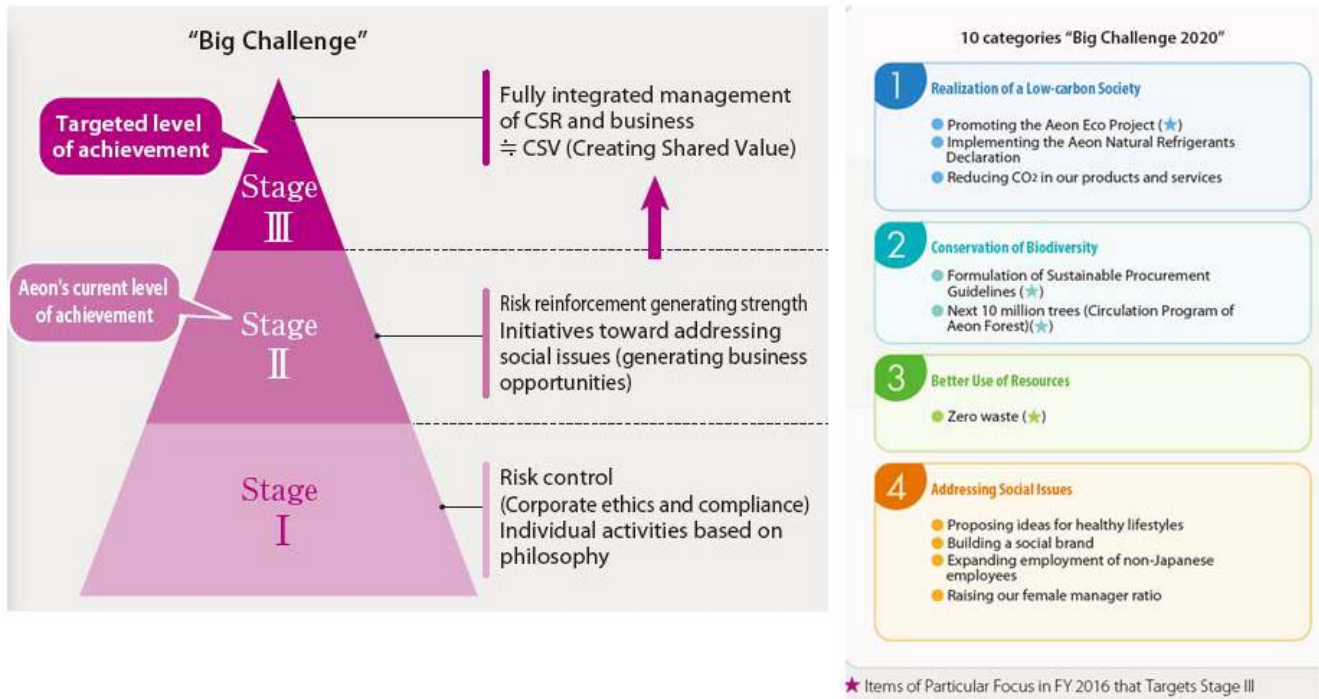 “Big Challenge”
Targeted level
of achievement
Stage
Ⅲ
Fully integrated management
of CSR and business
≒ CSV (Creating Shared Value)
Aeon's current level
of achievement
Stage
Ⅱ
Risk reinforcement generating strength
Initiatives toward addressing
social issues (generating business
opportunities)
Stage
Ⅰ
Risk control
(Corporate ethics and compliance)
Individual activities based on
philosophy
10 categories “Big Challenge 2020”
1
Realization of a Low-carbon Society
Promoting the Aeon Eco Project (★)
Implementing the Aeon Natural Refrigerants
Declaration
Reducing CO2 in our products and services
2
Conservation of Biodiversity
Formulation of Sustainable Procurement
Guidelines (★)
Next 10 million trees (Circulation Program of
Aeon Forest)(★)
3
Better Use of Resources
Zero waste (★)
4
Addressing Social Issues
Proposing ideas for healthy lifestyles
Building a social brand
Expanding employment of non-Japanese
employees
Raising our female manager ratio
★ Items of Particular Focus in FY 2016 that Targets Stage Ⅲ